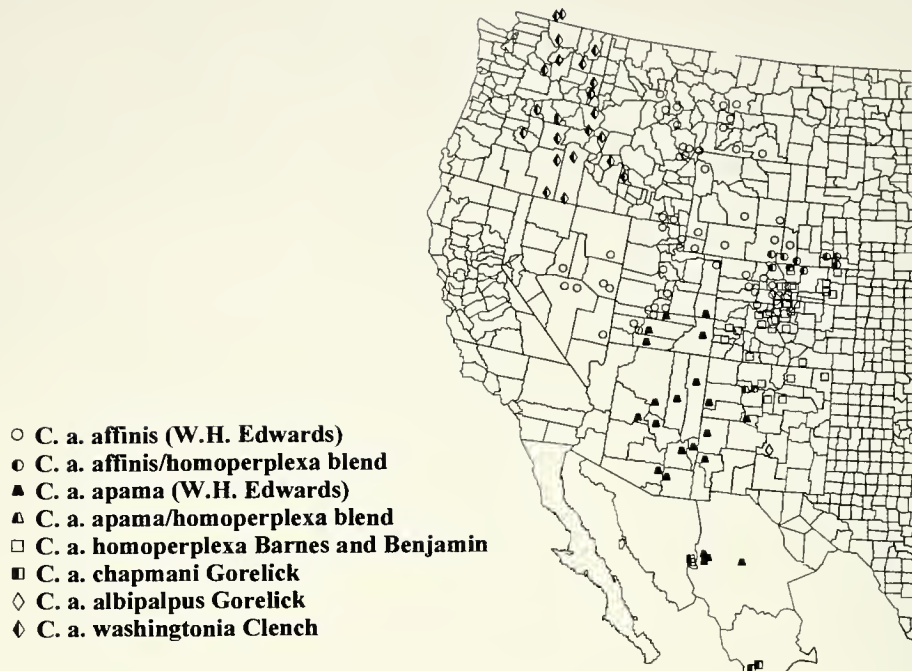 C. a. affinis (W.H. Edwards)
C. a. affinis/homoperplexa blend
C. a. apama (W.H. Edwards)
C. a. apama/homoperplexa blend
C. a. homoperplexa Barnes and Benjamin
C. a. chapmani Gorelick
C. a. albipalpus Gorelick
C. a. washingtonia Clench